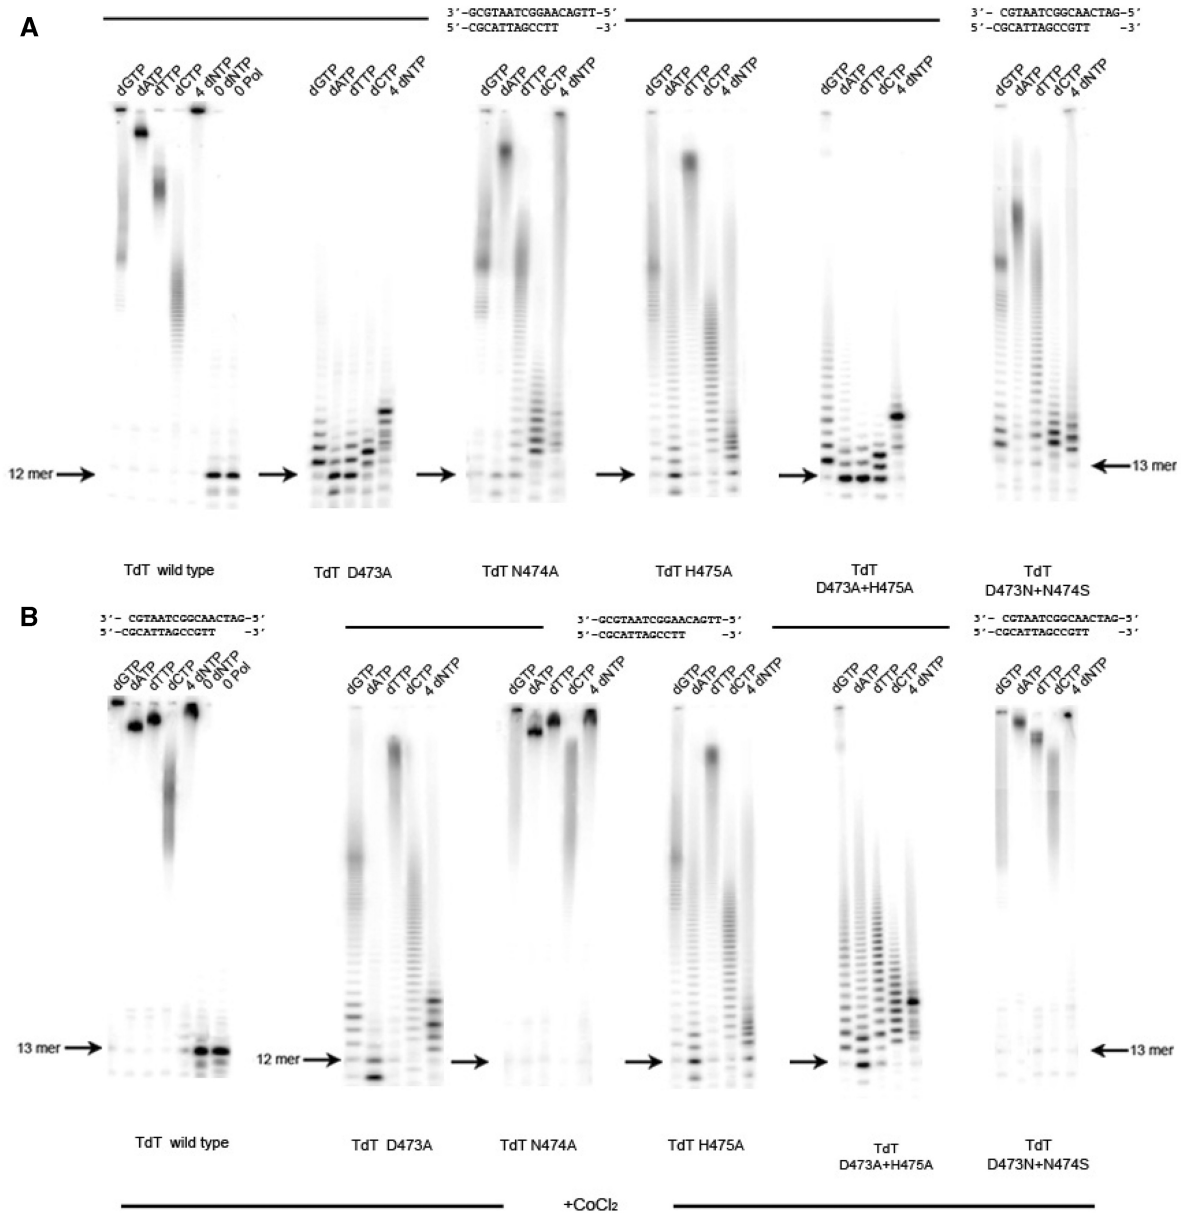 A
3′-GCGTAATCGGAACAGTT-5′
5′-CGCATTAGCCTT -3′
3′- CGTAATCGGCAACTAG-5′
5′-CGCATTAGCCGTT -3′
dGTP dATP dTTP dCTP 4 dNTP 0 dNTP 0 Pol
dGTP dATP dTTP dCTP 4 dNTP
dGTP dATP dTTP dCTP 4 dNTP
dGTP dATP dTTP dCTP 4 dNTP
dGTP dATP dTTP dCTP 4 dNTP
dGTP dATP dTTP dCTP 4 dNTP
12 mer
13 mer
TdT wild type
TdT D473A
TdT N474A
TdT H475A
TdT
D473A+H475A
TdT
D473N+N474S
B
3′- CGTAATCGGCAACTAG-5′
5′-CGCATTAGCCGTT -3′
3′-GCGTAATCGGAACAGTT-5′
5′-CGCATTAGCCTT -3′
3′- CGTAATCGGCAACTAG-5′
5′-CGCATTAGCCGTT -3′
dGTP dATP dTTP dCTP 4 dNTP 0 dNTP 0 Pol
dGTP dATP dTTP dCTP 4 dNTP
dGTP dATP dTTP dCTP 4 dNTP
dGTP dATP dTTP dCTP 4 dNTP
dGTP dATP dTTP dCTP 4 dNTP
dGTP dATP dTTP dCTP 4 dNTP
13 mer
12 mer
13 mer
TdT wild type
TdT D473A
TdT N474A
TdT H475A
TdT
D473A+H475A
TdT
D473N+N474S
+CoCl₂